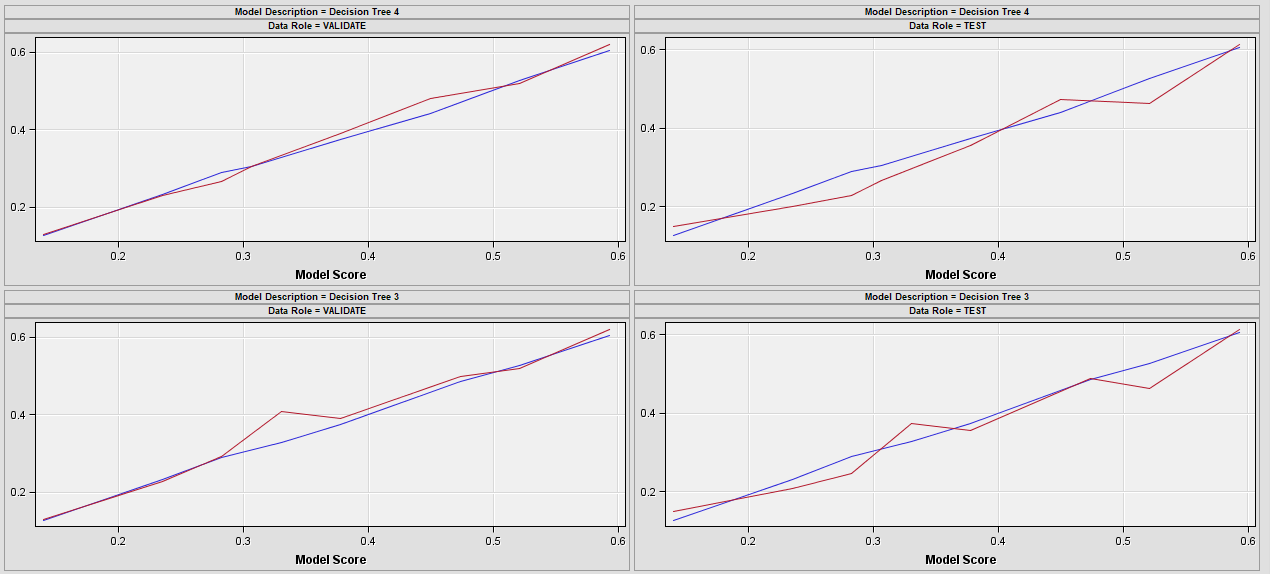 Model Description = Decision Tree 4
Data Role = VALIDATE
0.6
0.4
0.2
0.2 0.3 0.4 0.5 0.6
Model Score
Model Description = Decision Tree 4
Data Role = TEST
0.6
0.4
0.2
0.2 0.3 0.4 0.5 0.6
Model Score
Model Description = Decision Tree 3
Data Role = VALIDATE
0.6
0.4
0.2
0.2 0.3 0.4 0.5 0.6
Model Score
Model Description = Decision Tree 3
Data Role = TEST
0.6
0.4
0.2
0.2 0.3 0.4 0.5 0.6
Model Score